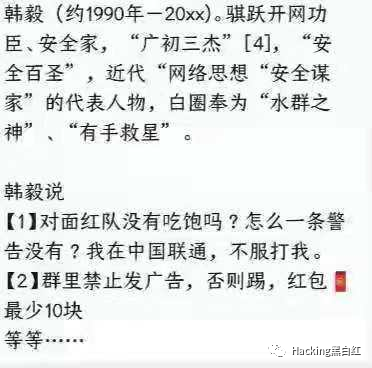 韩毅（约1990年－20xx）。骐跃开网功
臣、安全家，“广初三杰”[4]，“安
全百圣”，近代“网络思想“安全谋
家”的代表人物，白圈奉为“水群之
神”、“有手救星”。
韩毅说
【1】对面红队没有吃饱吗？怎么一条警
告没有？我在中国联通，不服打我。
【2】群里禁止发广告，否则踢，红包
最少10块
等等……
Hacking黑白红